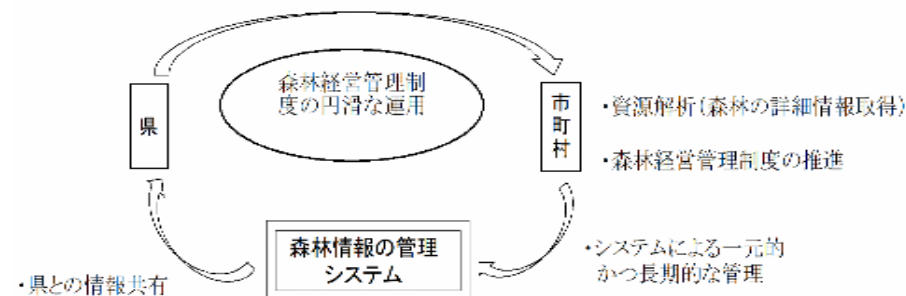 森林経営管理制
度の円滑な運用
県
市町村
・資源解析（森林の詳細情報取得）
・森林経営管理制度の推進
森林情報の管理
システム
・システムによる一元的
かつ長期的な管理
・県との情報共有